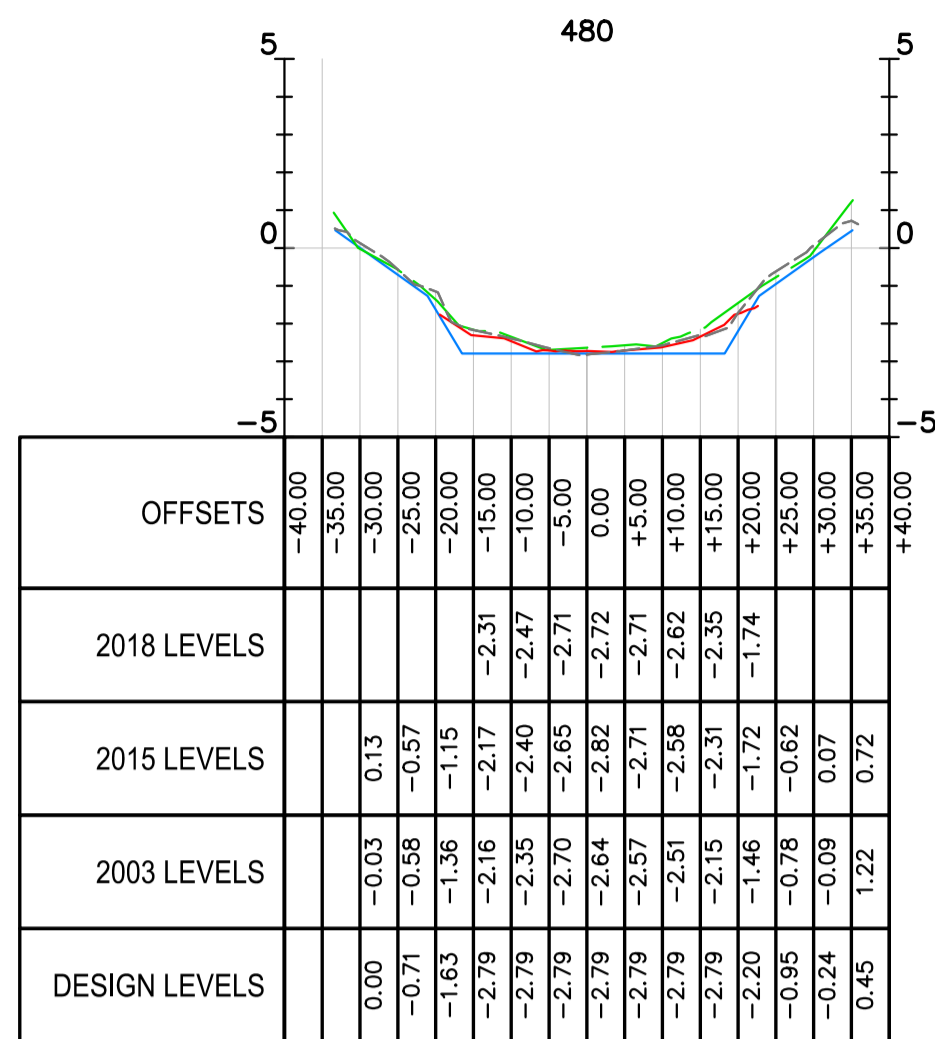 480
5 5
0 0
−5 −5
OFFSETS −40.00 −35.00 −30.00 −25.00 −20.00 −15.00 −10.00 −5.00 0.00 +5.00 +10.00 +15.00 +20.00 +25.00 +30.00 +35.00 +40.00
2018 LEVELS −2.31 −2.47 −2.71 −2.72 −2.71 −2.62 −2.35 −1.74
2015 LEVELS 0.13 −0.57 −1.15 −2.17 −2.40 −2.65 −2.82 −2.71 −2.58 −2.31 −1.72 −0.62 0.07 0.72
2003 LEVELS −0.03 −0.58 −1.36 −2.16 −2.35 −2.70 −2.64 −2.57 −2.51 −2.15 −1.46 −0.78 −0.09 1.22
DESIGN LEVELS 0.00 −0.71 −1.63 −2.79 −2.79 −2.79 −2.79 −2.79 −2.79 −2.79 −2.20 −0.95 −0.24 0.45